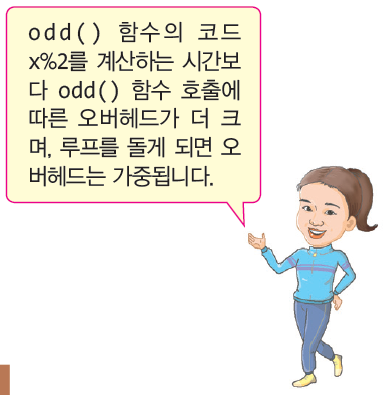 odd() 함수의 코드
x%2를 계산하는 시간보
다 odd() 함수 호출에
따른 오버헤드가 더 크
며, 루프를 돌게 되면 오
버헤드는 가중됩니다.